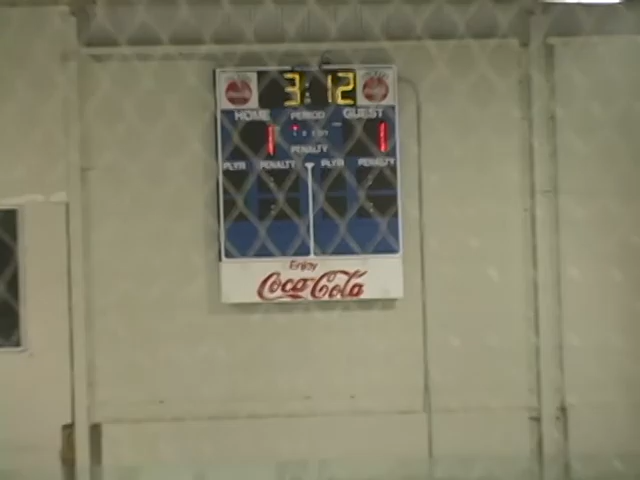 3:12
HOME PERIOD GUEST
1 1
PENALTY
PLYR PENALTY PLYR PENALTY
Enjoy
Coca-Cola